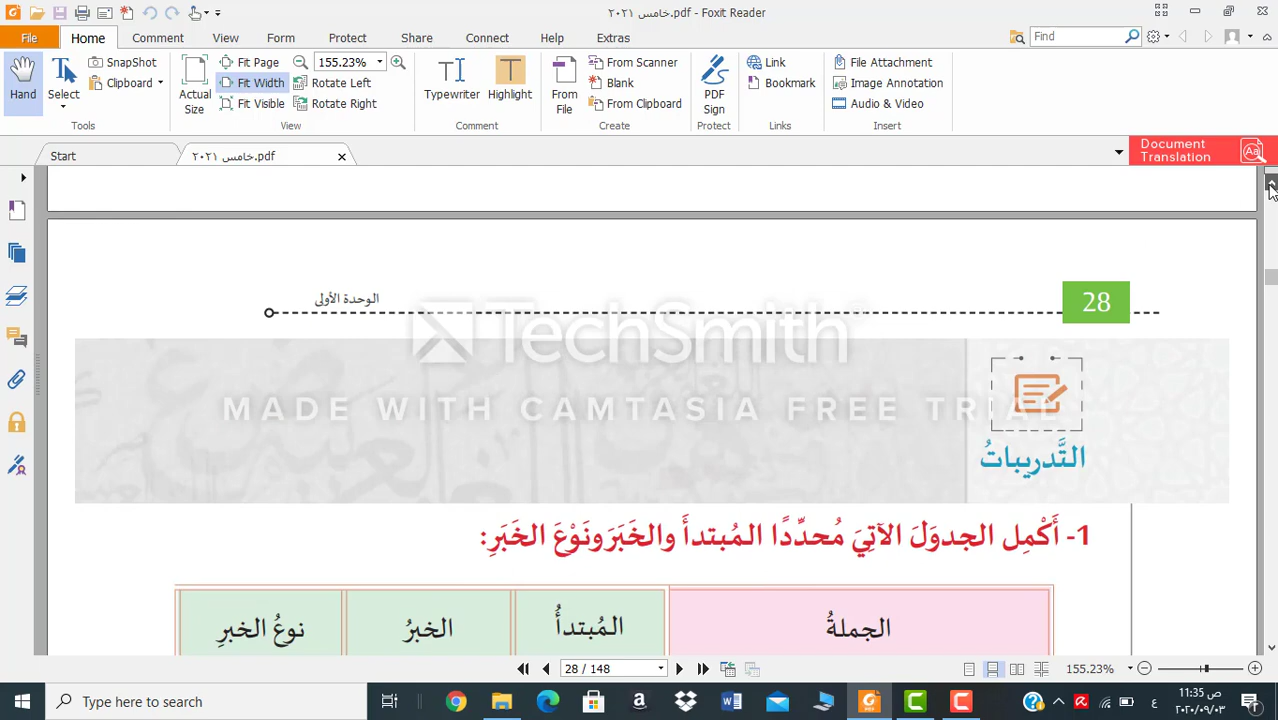 خامس ٢٠٢١.pdf - Foxit Reader
File Home Comment View Form Protect Share Connect Help Extras Find
Hand
Select
SnapShot
Clipboard
Tools
Actual Size
Fit Page
Fit Width
Fit Visible
155.23%
Rotate Left
Rotate Right
View
Typewriter
Highlight
Comment
From File
From Scanner
Blank
From Clipboard
Create
PDF Sign
Protect
Link
Bookmark
Links
File Attachment
Image Annotation
Audio & Video
Insert
Start
خامس ٢٠٢١.pdf
Document Translation
28
الوحدة الأولى
TechSmith
MADE WITH CAMTASIA FREE TRIAL
التَّدريباتُ
1- أَكْمِل الجدوَلَ الآتِيَ مُحدِّدًا المُبتدأَ والخَبَرَونَوْعَ الخَبَرِ:
الجملةُ المُبتدأُ الخبرُ نوعُ الخبرِ
28 / 148
155.23%
Type here to search
ع
ص 11:35
٢٠٢٠/٠٩/٠٣